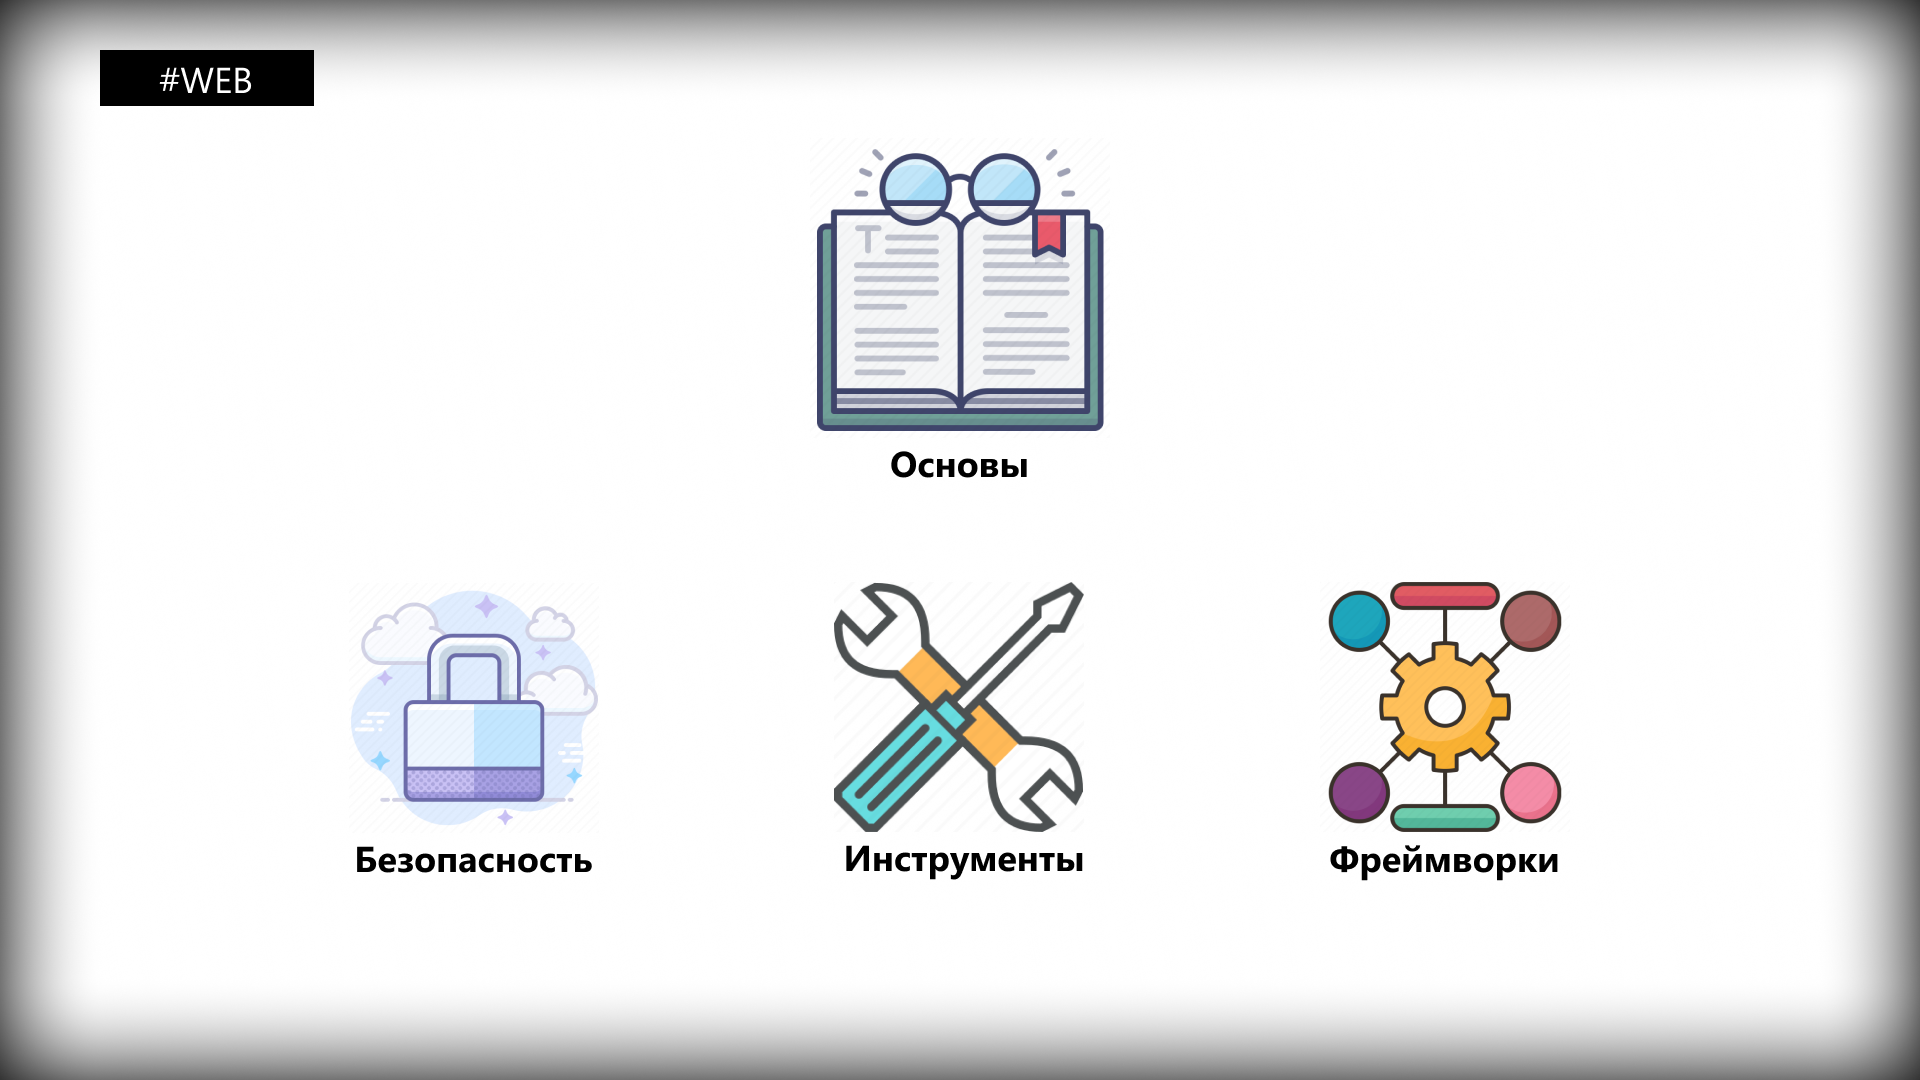 #WEB
Основы
Безопасность
Инструменты
Фреймворки